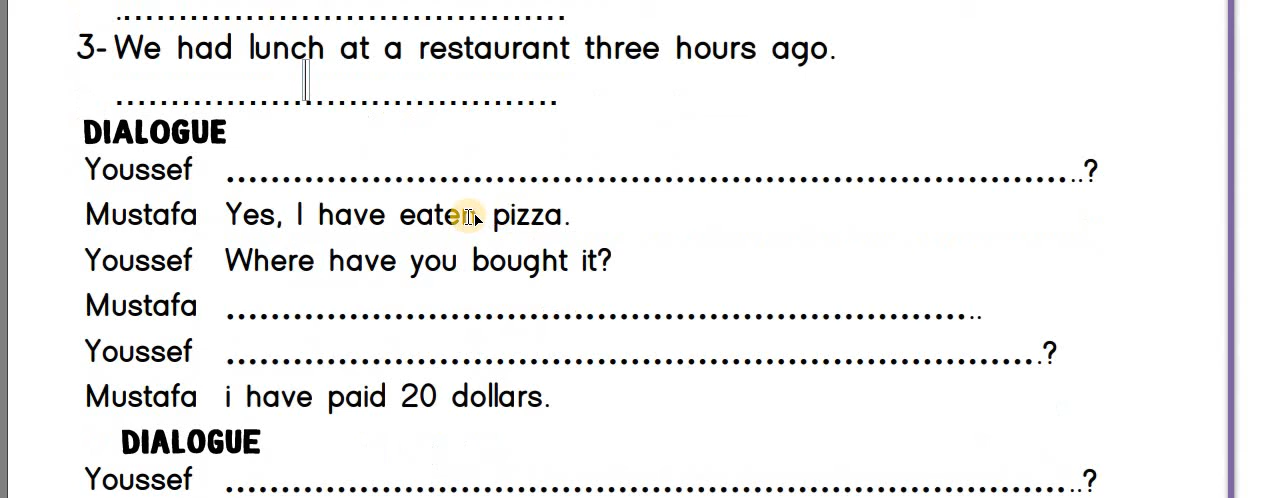 ........................................
3- We had lunch at a restaurant three hours ago.
........................................
DIALOGUE
Youssef ................................................................................?
Mustafa Yes, I have eaten pizza.
Youssef Where have you bought it?
Mustafa ........................................................................
Youssef ..............................................................................?
Mustafa i have paid 20 dollars.
DIALOGUE
Youssef ................................................................................?